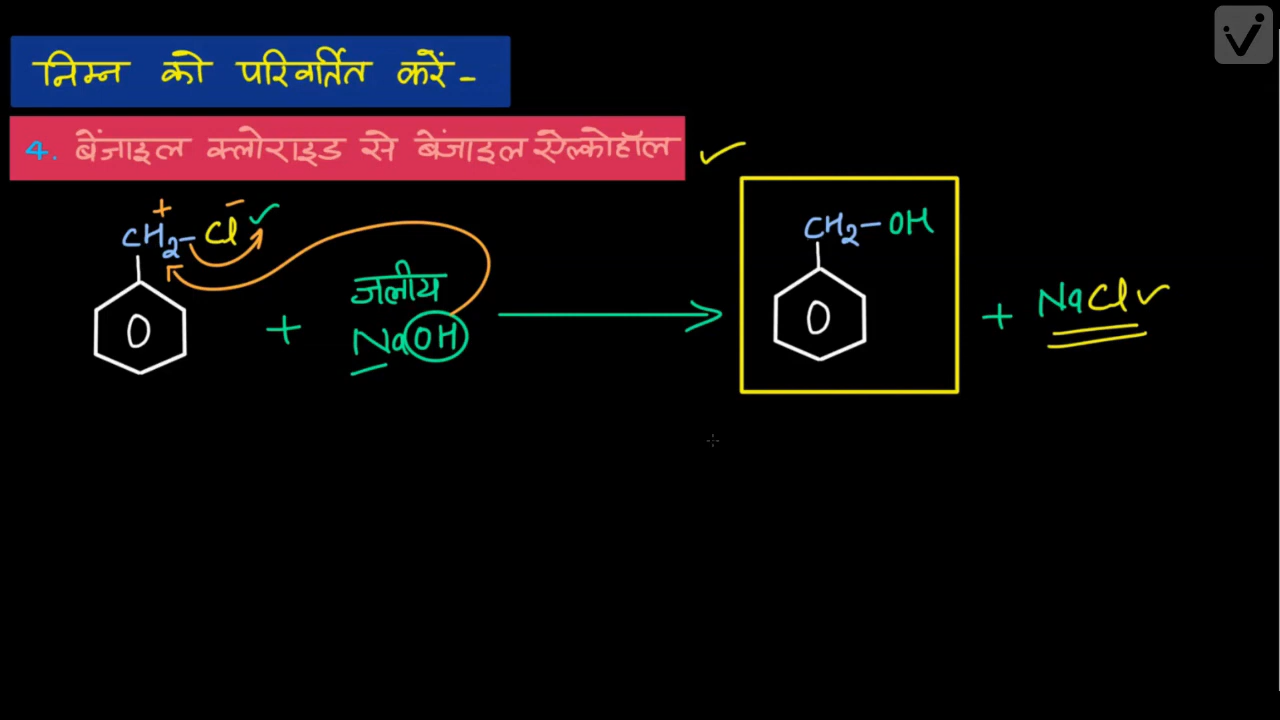 निम्न को परिवर्तित करें-
4. बेंजाइल क्लोराइड से बेंजाइल ऐल्कोहॉल
CH2-Cl
+ -
जलीय
+ NaOH
CH2-OH
+ NaCl